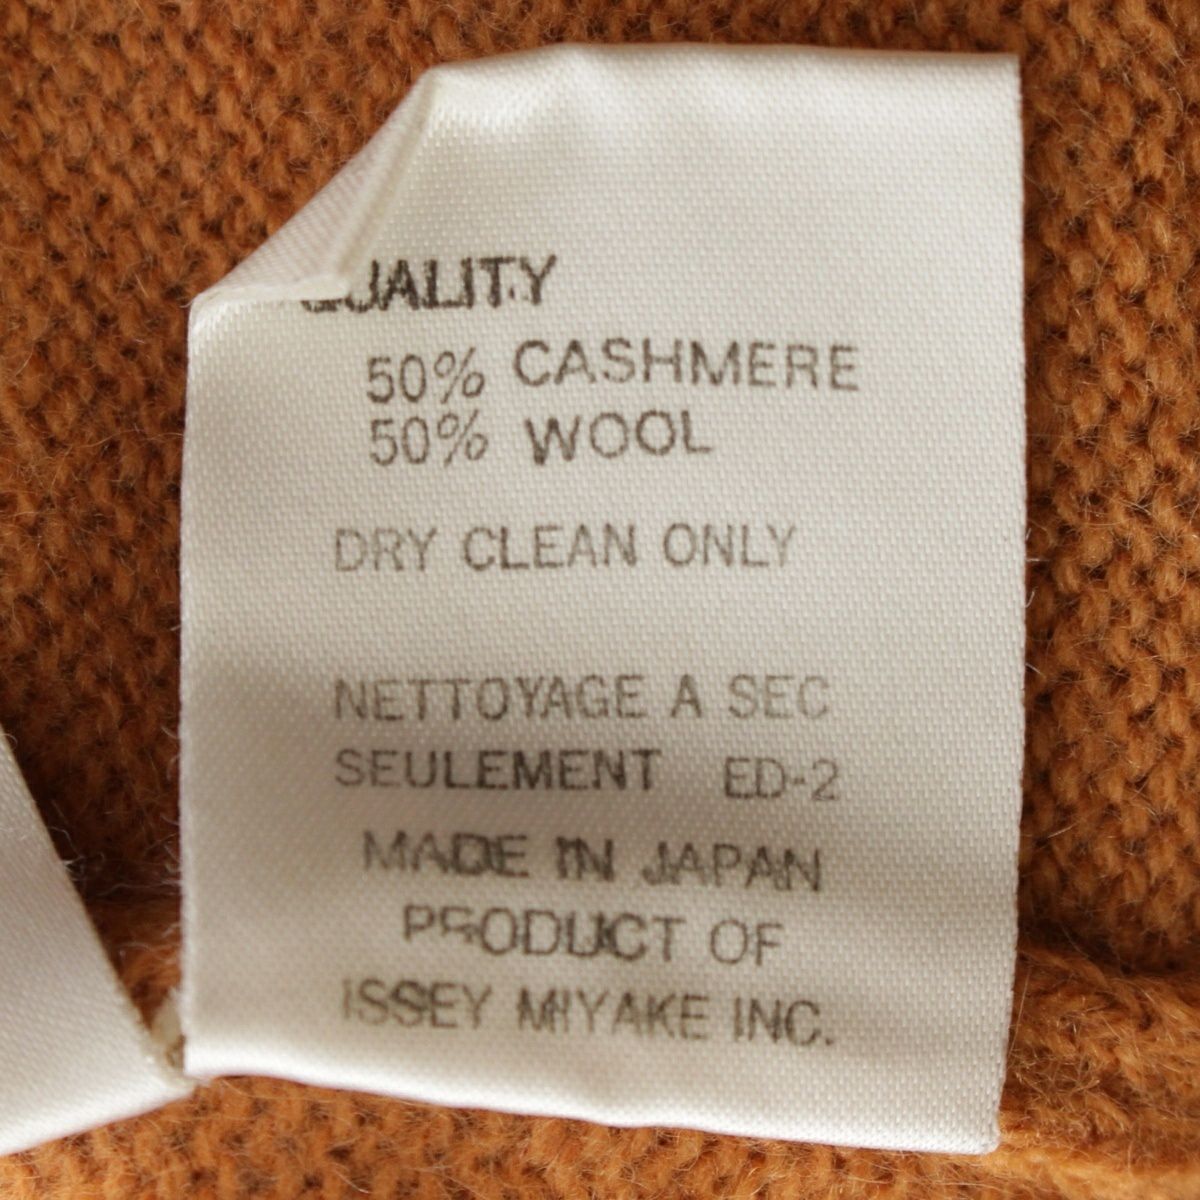 QUALITY
50% CASHMERE
50% WOOL
DRY CLEAN ONLY
NETTOYAGE A SEC
SEULEMENT ED-2
MADE IN JAPAN
PRODUCT OF
ISSEY MIYAKE INC.